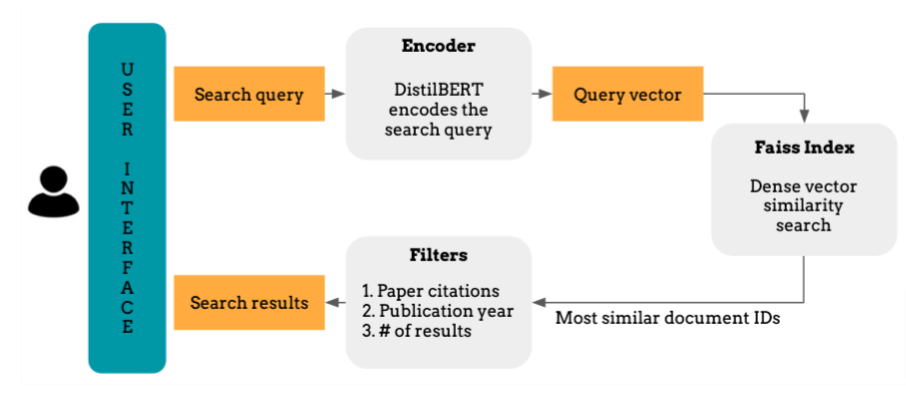 USER INTERFACE
Search query
Encoder
DistilBERT
encodes the
search query
Query vector
Faiss Index
Dense vector
similarity
search
Most similar document IDs
Filters
1. Paper citations
2. Publication year
3. # of results
Search results